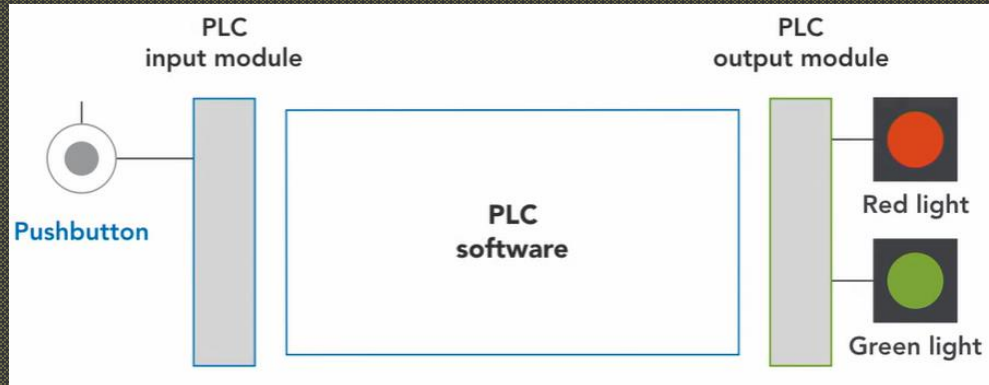 PLC
input module
PLC
output module
Pushbutton
PLC
software
Red light
Green light